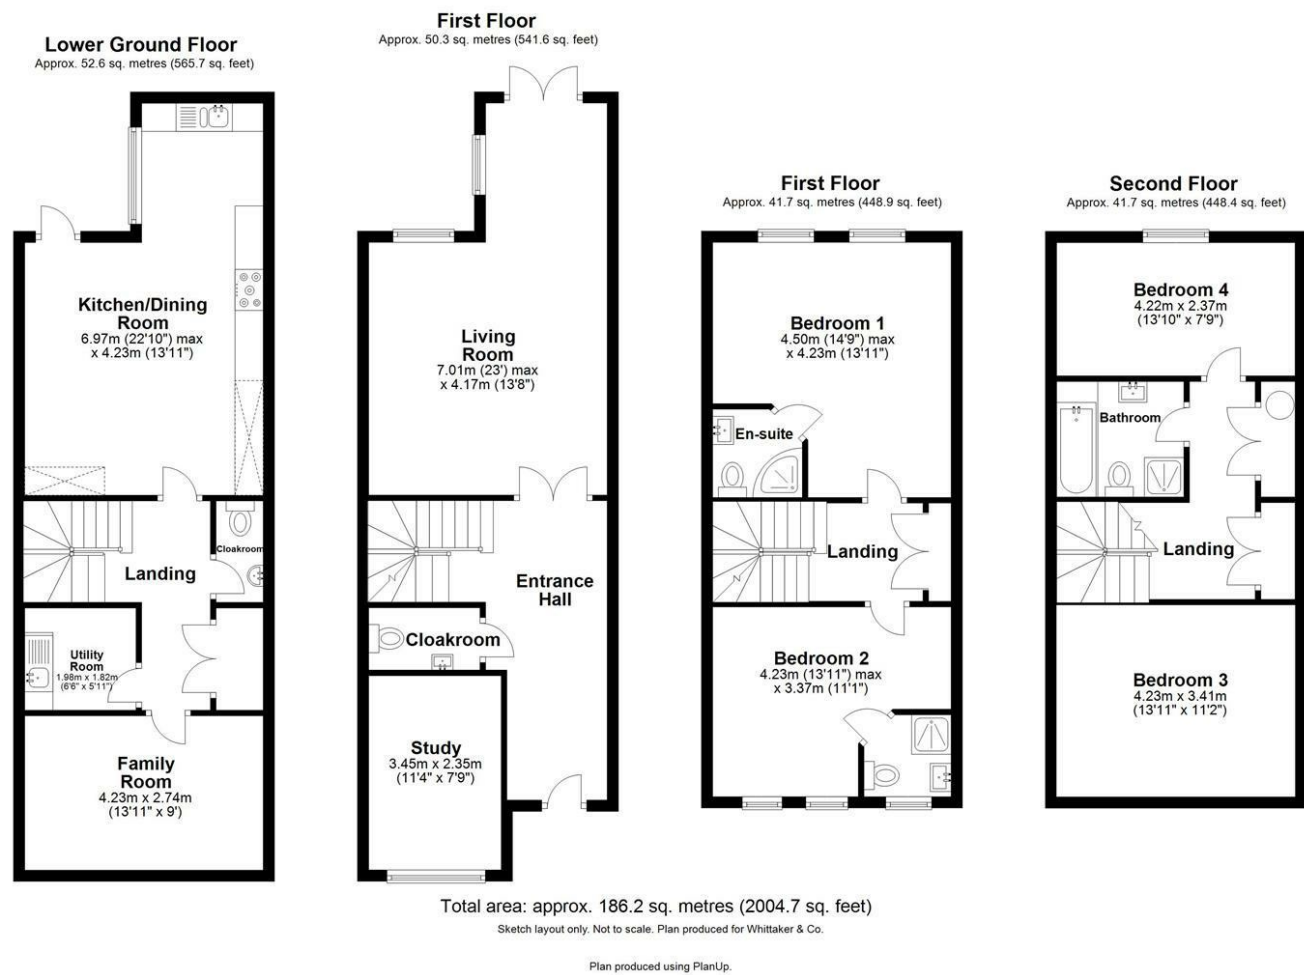 Lower Ground Floor
Approx. 52.6 sq. metres (565.7 sq. feet)
Kitchen/Dining
Room
6.97m (22'10") max
x 4.23m (13'11")
Cloakroom
Landing
Utility
Room
1.98m x 1.82m
(6'6" x 5'11")
Family
Room
4.23m x 2.74m
(13'11" x 9')
First Floor
Approx. 50.3 sq. metres (541.6 sq. feet)
Living
Room
7.01m (23') max
x 4.17m (13'8")
Entrance
Hall
Cloakroom
Study
3.45m x 2.35m
(11'4" x 7'9")
First Floor
Approx. 41.7 sq. metres (448.9 sq. feet)
Bedroom 1
4.50m (14'9") max
x 4.23m (13'11")
En-suite
Landing
Bedroom 2
4.23m (13'11") max
x 3.37m (11'1")
Second Floor
Approx. 41.7 sq. metres (448.4 sq. feet)
Bedroom 4
4.22m x 2.37m
(13'10" x 7'9")
Bathroom
Landing
Bedroom 3
4.23m x 3.41m
(13'11" x 11'2")
Total area: approx. 186.2 sq. metres (2004.7 sq. feet)
Sketch layout only. Not to scale. Plan produced for Whittaker & Co.
Plan produced using PlanUp.